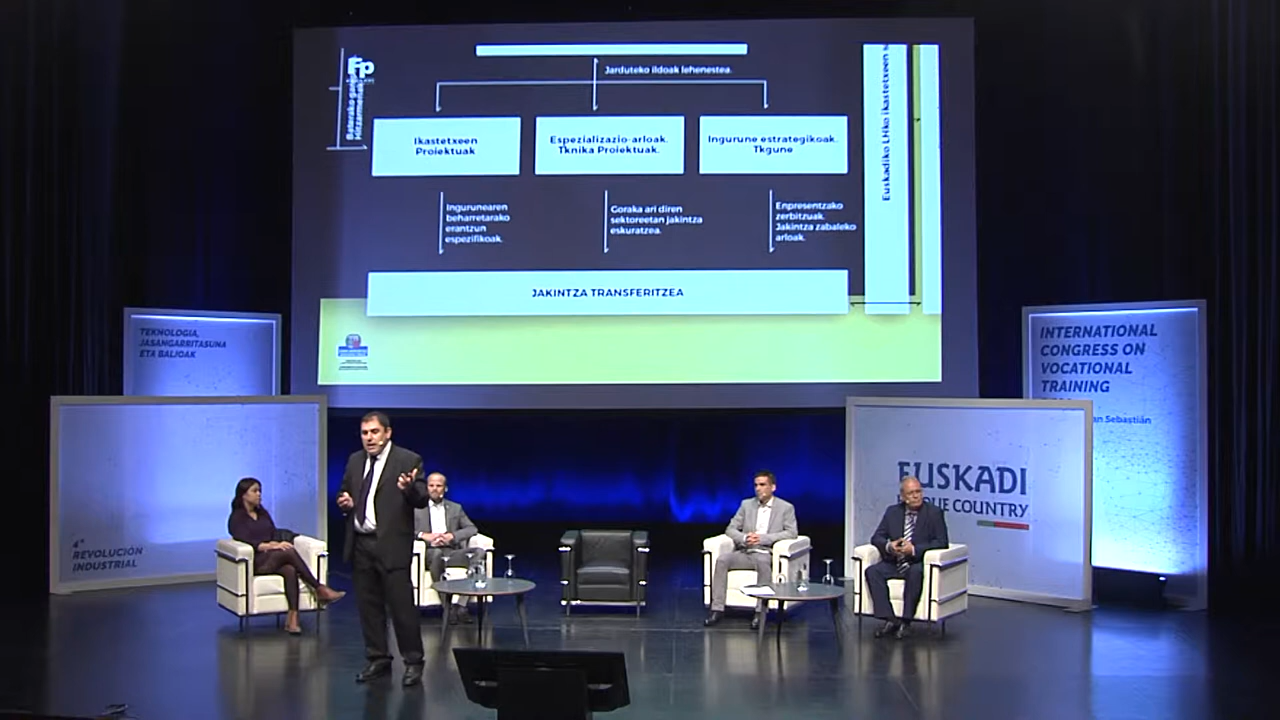 Fp
Jarduteko ildoak lehenestea.
Ikastetxeen
Proiektuak
Espezializazio-arloak.
Tknika Proiektuak.
Ingurune estrategikoak.
Tkgune
Ingurunearen
beharretarako
erantzun
espezifikoak.
Goraka ari diren
sektoreetan jakintza
eskuratzea.
Enpresentzako
zerbitzuak.
Jakintza zabaleko
arloak.
JAKINTZA TRANSFERITZEA
Euskadiko LHko ikastetxeen
TEKNOLOGIA,
JASANGARRITASUNA
ETA BALIOAK
4ª
REVOLUCIÓN
INDUSTRIAL
INTERNATIONAL
CONGRESS ON
VOCATIONAL
TRAINING
an Sebastián
EUSKADI
QUE COUNTRY